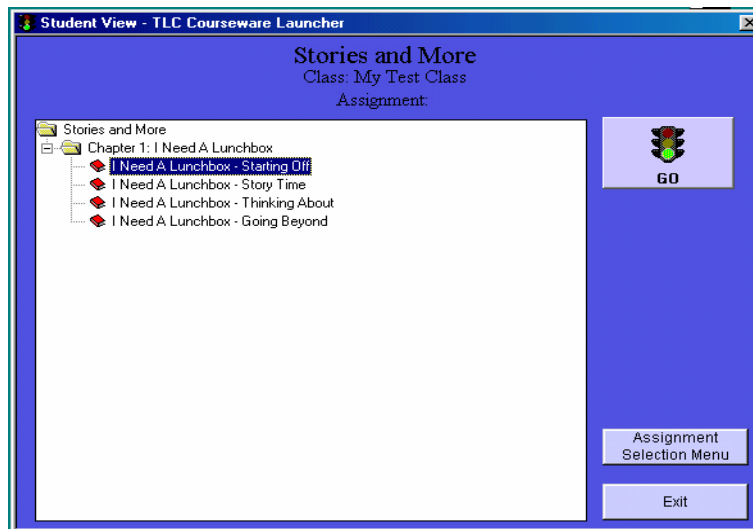 Student View - TLC Courseware Launcher
Stories and More
Class: My Test Class
Assignment:
Stories and More
Chapter 1: I Need A Lunchbox
I Need A Lunchbox - Starting Off
I Need A Lunchbox - Story Time
I Need A Lunchbox - Thinking About
I Need A Lunchbox - Going Beyond
GO
Assignment
Selection Menu
Exit